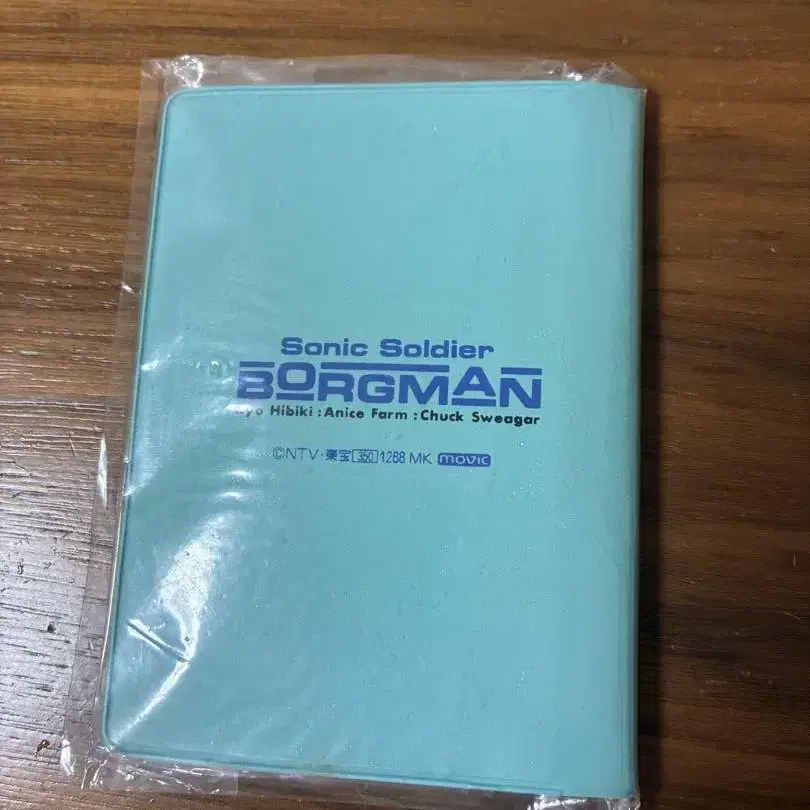 Sonic Soldier
BORGMAN
Hibiki : Anice Farm : Chuck Sweagar
©NTV・東宝 350 1288 MK movic